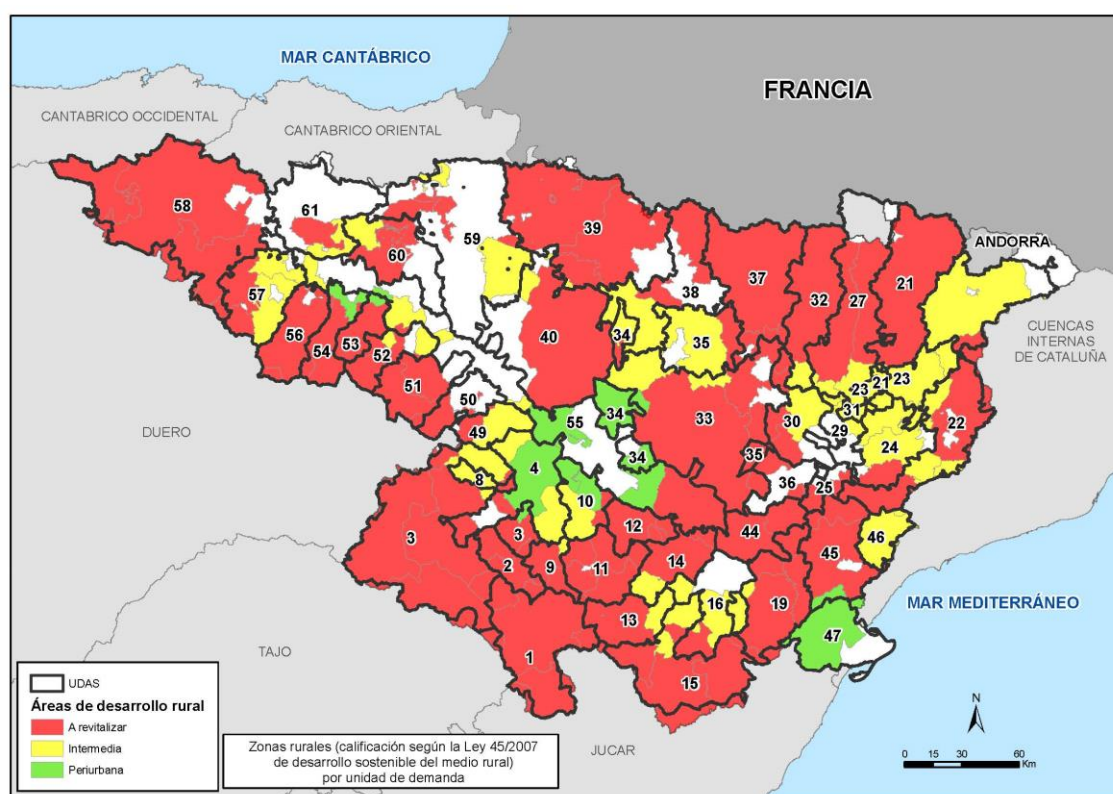 MAR CANTÁBRICO
FRANCIA
CANTABRICO OCCIDENTAL
CANTABRICO ORIENTAL
58
61
59
39
60
57
56
54
53
52
51
50
49
40
34
38
35
37
32
27
21
ANDORRA
CUENCAS
INTERNAS
DE CATALUÑA
23
21
23
31
30
29
22
24
33
34
55
34
35
36
25
DUERO
8
4
10
3
3
2
9
11
12
14
44
45
46
13
16
19
47
1
15
MAR MEDITERRÁNEO
TAJO
JUCAR
UDAS
Áreas de desarrollo rural
A revitalizar
Intermedia
Periurbana
Zonas rurales (calificación según la Ley 45/2007
de desarrollo sostenible del medio rural)
por unidad de demanda
N
0 15 30 60
Km